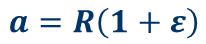 a = R(1 + ε)